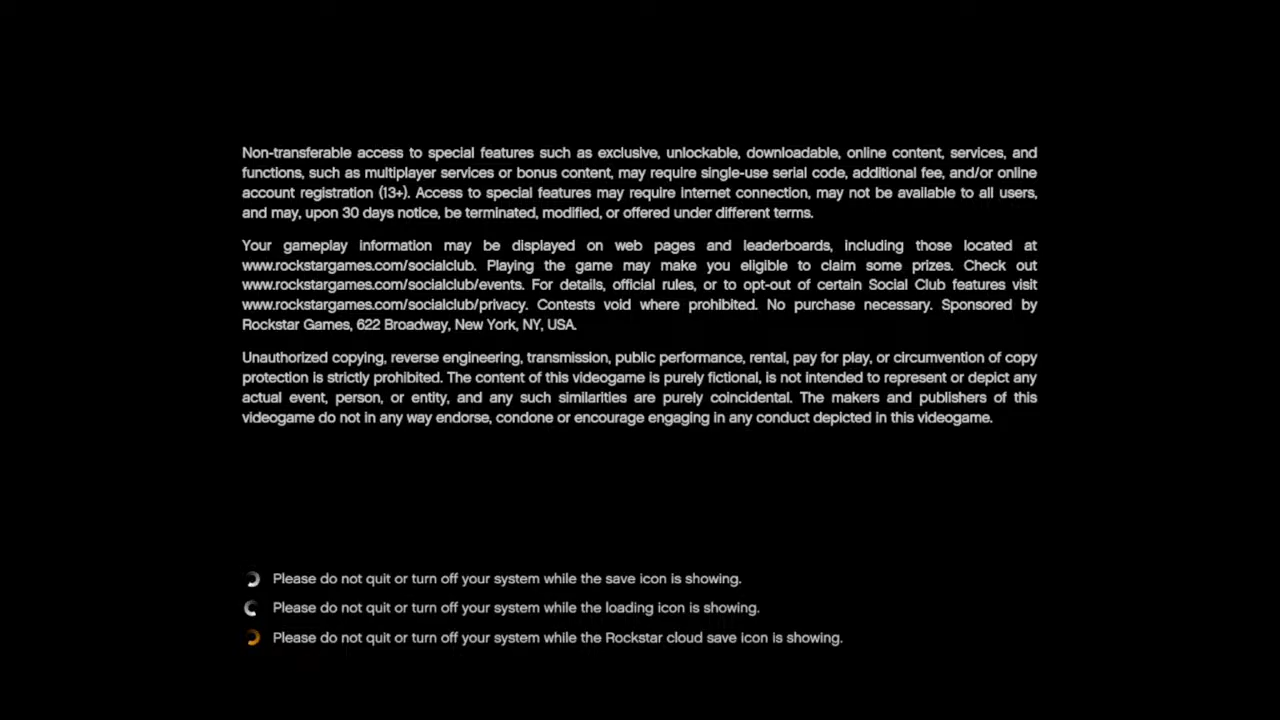 Non-transferable access to special features such as exclusive, unlockable, downloadable, online content, services, and
functions, such as multiplayer services or bonus content, may require single-use serial code, additional fee, and/or online
account registration (13+). Access to special features may require internet connection, may not be available to all users,
and may, upon 30 days notice, be terminated, modified, or offered under different terms.
Your gameplay information may be displayed on web pages and leaderboards, including those located at
www.rockstargames.com/socialclub. Playing the game may make you eligible to claim some prizes. Check out
www.rockstargames.com/socialclub/events. For details, official rules, or to opt-out of certain Social Club features visit
www.rockstargames.com/socialclub/privacy. Contests void where prohibited. No purchase necessary. Sponsored by
Rockstar Games, 622 Broadway, New York, NY, USA.
Unauthorized copying, reverse engineering, transmission, public performance, rental, pay for play, or circumvention of copy
protection is strictly prohibited. The content of this videogame is purely fictional, is not intended to represent or depict any
actual event, person, or entity, and any such similarities are purely coincidental. The makers and publishers of this
videogame do not in any way endorse, condone or encourage engaging in any conduct depicted in this videogame.
Please do not quit or turn off your system while the save icon is showing.
Please do not quit or turn off your system while the loading icon is showing.
Please do not quit or turn off your system while the Rockstar cloud save icon is showing.